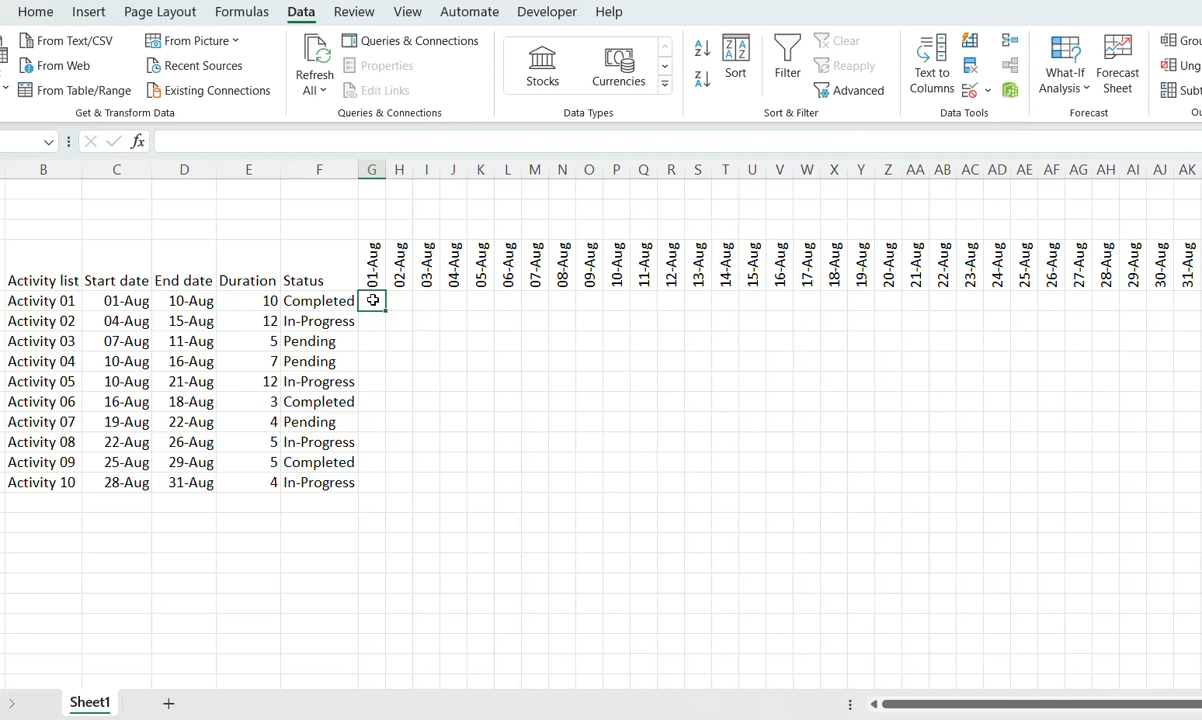 Home Insert Page Layout Formulas Data Review View Automate Developer Help
From Text/CSV From Picture Queries & Connections Clear
From Web Recent Sources Properties Reapply
From Table/Range Existing Connections Refresh All Edit Links Stocks Currencies Sort Filter Advanced Text to Columns What-If Analysis Forecast Sheet
Get & Transform Data Queries & Connections Data Types Sort & Filter Data Tools Forecast
fx
B C D E F G H I J K L M N O P Q R S T U V W X Y Z AA AB AC AD AE AF AG AH AI AJ AK
Activity list Start date End date Duration Status 01-Aug 02-Aug 03-Aug 04-Aug 05-Aug 06-Aug 07-Aug 08-Aug 09-Aug 10-Aug 11-Aug 12-Aug 13-Aug 14-Aug 15-Aug 16-Aug 17-Aug 18-Aug 19-Aug 20-Aug 21-Aug 22-Aug 23-Aug 24-Aug 25-Aug 26-Aug 27-Aug 28-Aug 29-Aug 30-Aug 31-Aug
Activity 01 01-Aug 10-Aug 10 Completed
Activity 02 04-Aug 15-Aug 12 In-Progress
Activity 03 07-Aug 11-Aug 5 Pending
Activity 04 10-Aug 16-Aug 7 Pending
Activity 05 10-Aug 21-Aug 12 In-Progress
Activity 06 16-Aug 18-Aug 3 Completed
Activity 07 19-Aug 22-Aug 4 Pending
Activity 08 22-Aug 26-Aug 5 In-Progress
Activity 09 25-Aug 29-Aug 5 Completed
Activity 10 28-Aug 31-Aug 4 In-Progress
Sheet1